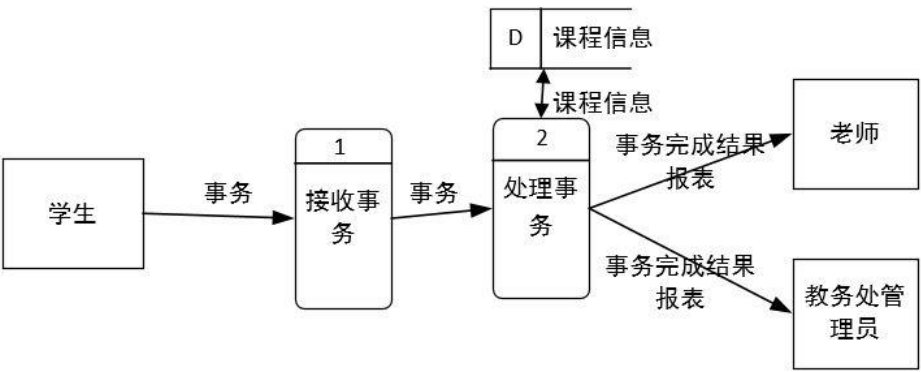 D
课程信息
课程信息
学生
事务
1
接收事
务
事务
2
处理事
务
事务完成结果
报表
老师
事务完成结果
报表
教务处管
理员